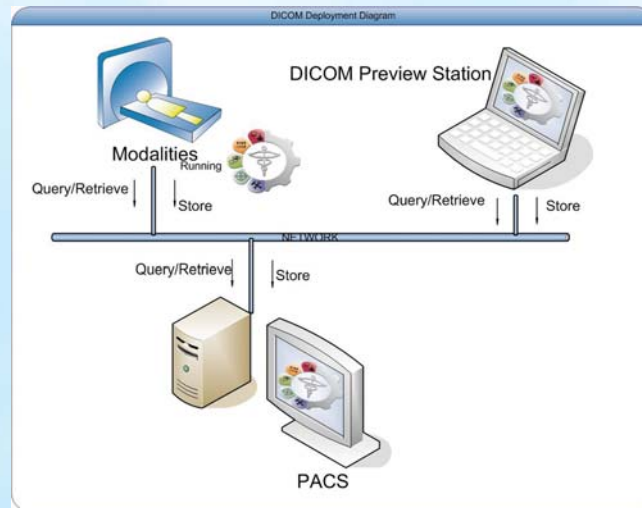 DICOM Deployment Diagram
DICOM Preview Station
Modalities
Running
Query/Retrieve
Store
Query/Retrieve
Store
NETWORK
Query/Retrieve
Store
PACS